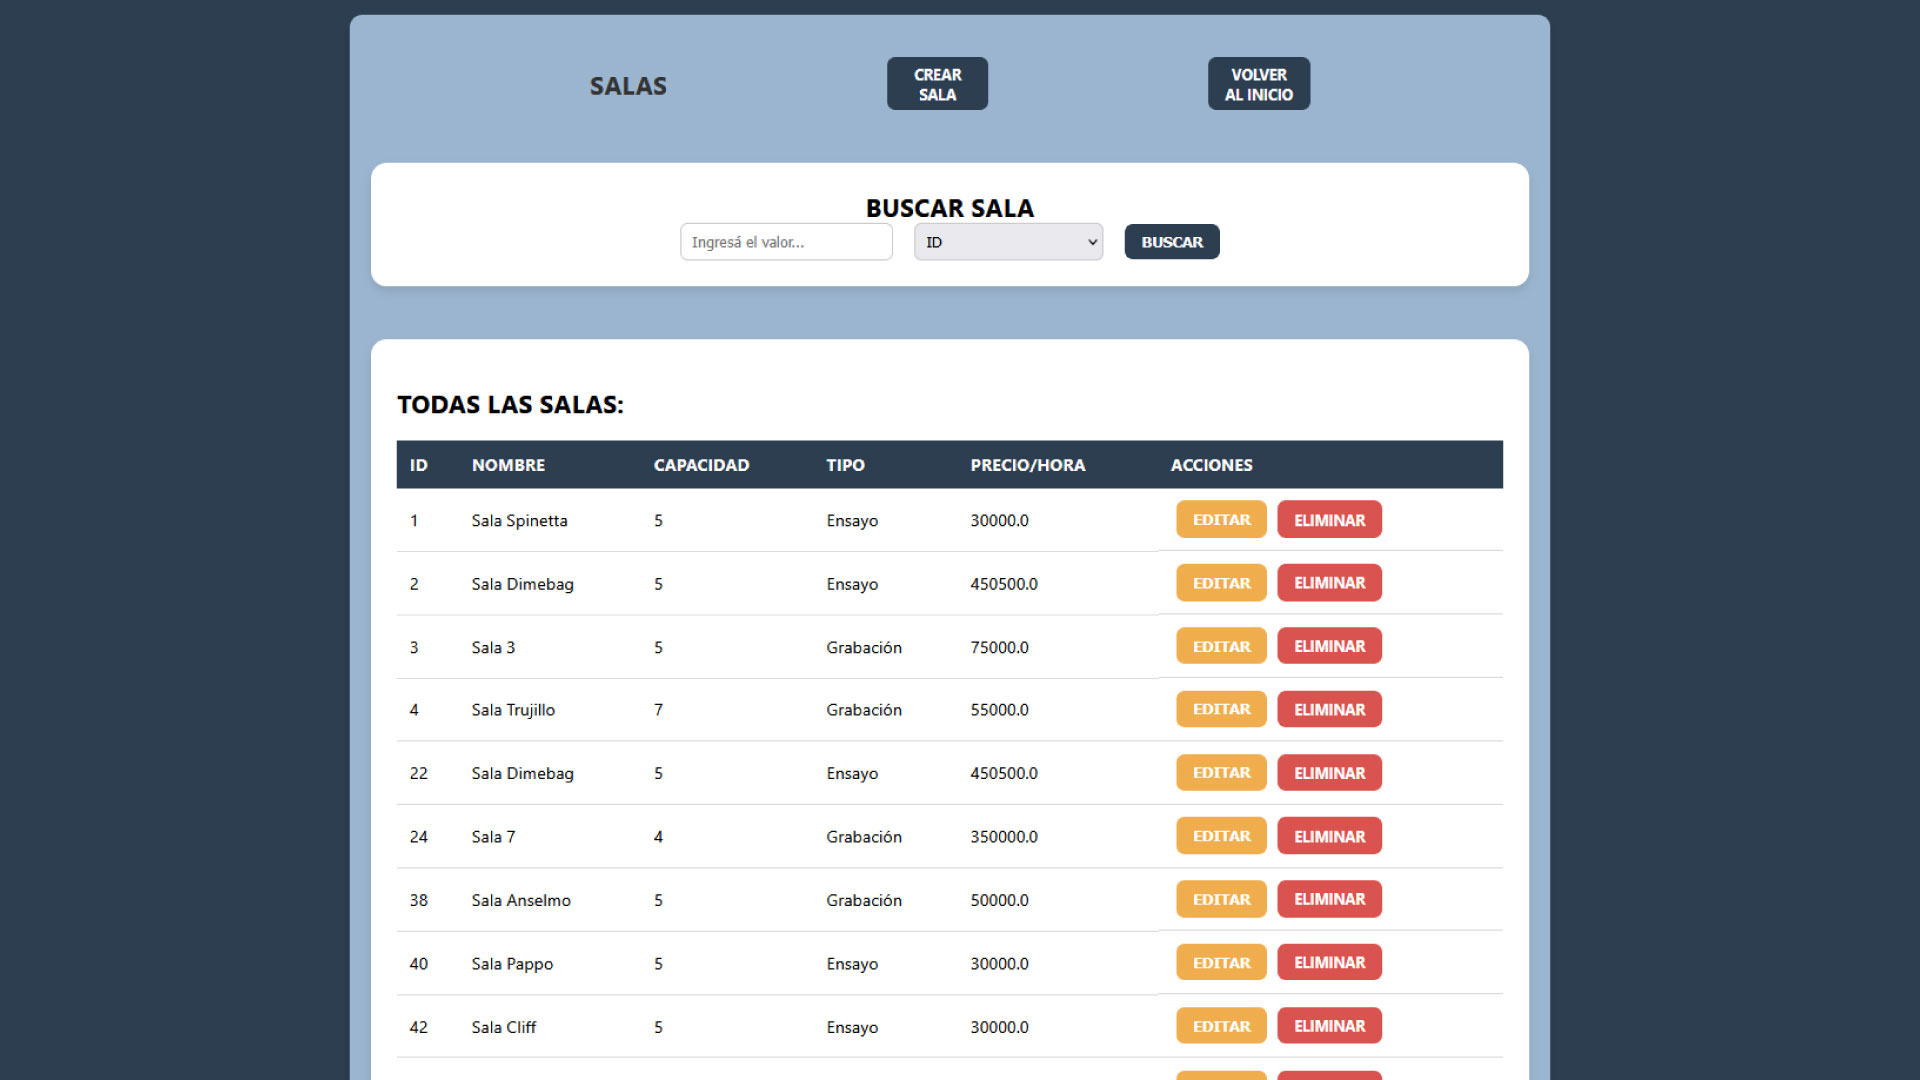 SALAS
CREAR
SALA
VOLVER
AL INICIO
BUSCAR SALA
Ingresá el valor...
ID
BUSCAR
TODAS LAS SALAS:
ID NOMBRE CAPACIDAD TIPO PRECIO/HORA ACCIONES
1 Sala Spinetta 5 Ensayo 30000.0 EDITAR ELIMINAR
2 Sala Dimebag 5 Ensayo 450500.0 EDITAR ELIMINAR
3 Sala 3 5 Grabación 75000.0 EDITAR ELIMINAR
4 Sala Trujillo 7 Grabación 55000.0 EDITAR ELIMINAR
22 Sala Dimebag 5 Ensayo 450500.0 EDITAR ELIMINAR
24 Sala 7 4 Grabación 350000.0 EDITAR ELIMINAR
38 Sala Anselmo 5 Grabación 50000.0 EDITAR ELIMINAR
40 Sala Pappo 5 Ensayo 30000.0 EDITAR ELIMINAR
42 Sala Cliff 5 Ensayo 30000.0 EDITAR ELIMINAR